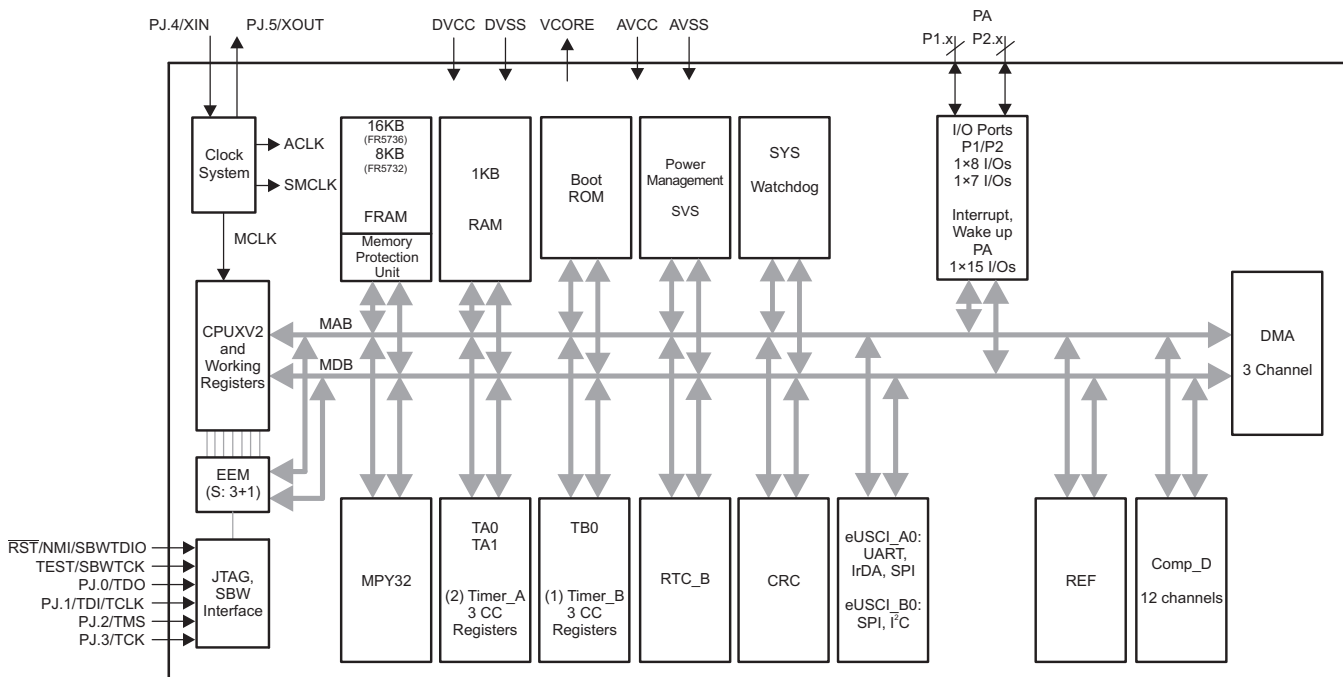 PJ.4/XIN PJ.5/XOUT DVCC DVSS VCORE AVCC AVSS PA
P1.x P2.x
Clock
System
ACLK
SMCLK
MCLK
16KB
(FR5736)
8KB
(FR5732)
FRAM
Memory
Protection
Unit
1KB
RAM
Boot
ROM
Power
Management
SVS
SYS
Watchdog
I/O Ports
P1/P2
1×8 I/Os
1×7 I/Os
Interrupt,
Wake up
PA
1×15 I/Os
CPUXV2
and
Working
Registers
MAB
MDB
DMA
3 Channel
EEM
(S: 3+1)
RST/NMI/SBWTDIO
TEST/SBWTCK
PJ.0/TDO
PJ.1/TDI/TCLK
PJ.2/TMS
PJ.3/TCK
JTAG,
SBW
Interface
MPY32
TA0
TA1
(2) Timer_A
3 CC
Registers
TB0
(1) Timer_B
3 CC
Registers
RTC_B
CRC
eUSCI_A0:
UART,
IrDA, SPI
eUSCI_B0:
SPI, I²C
REF
Comp_D
12 channels